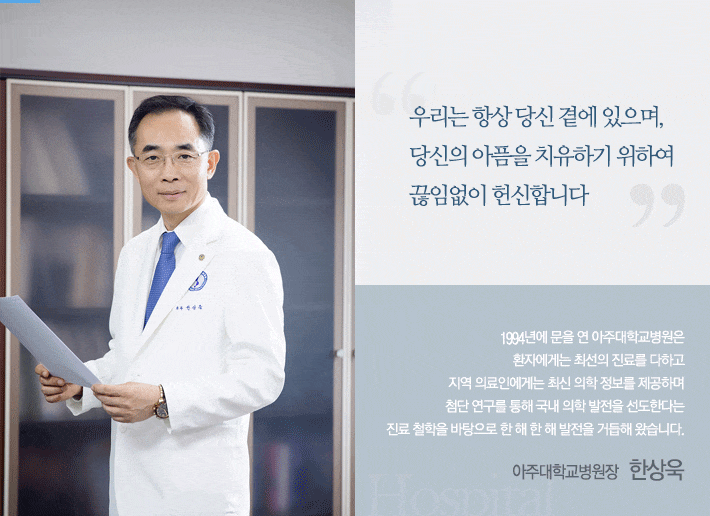 우리는 항상 당신 곁에 있으며,
당신의 아픔을 치유하기 위하여
끊임없이 헌신합니다
1994년에 문을 연 아주대학교병원은
환자에게는 최선의 진료를 다하고
지역 의료인에게는 최신 의학 정보를 제공하며
첨단 연구를 통해 국내 의학 발전을 선도한다는
진료 철학을 바탕으로 한 해 한 해 발전을 거듭해 왔습니다.
아주대학교병원장 한상욱
Hospital